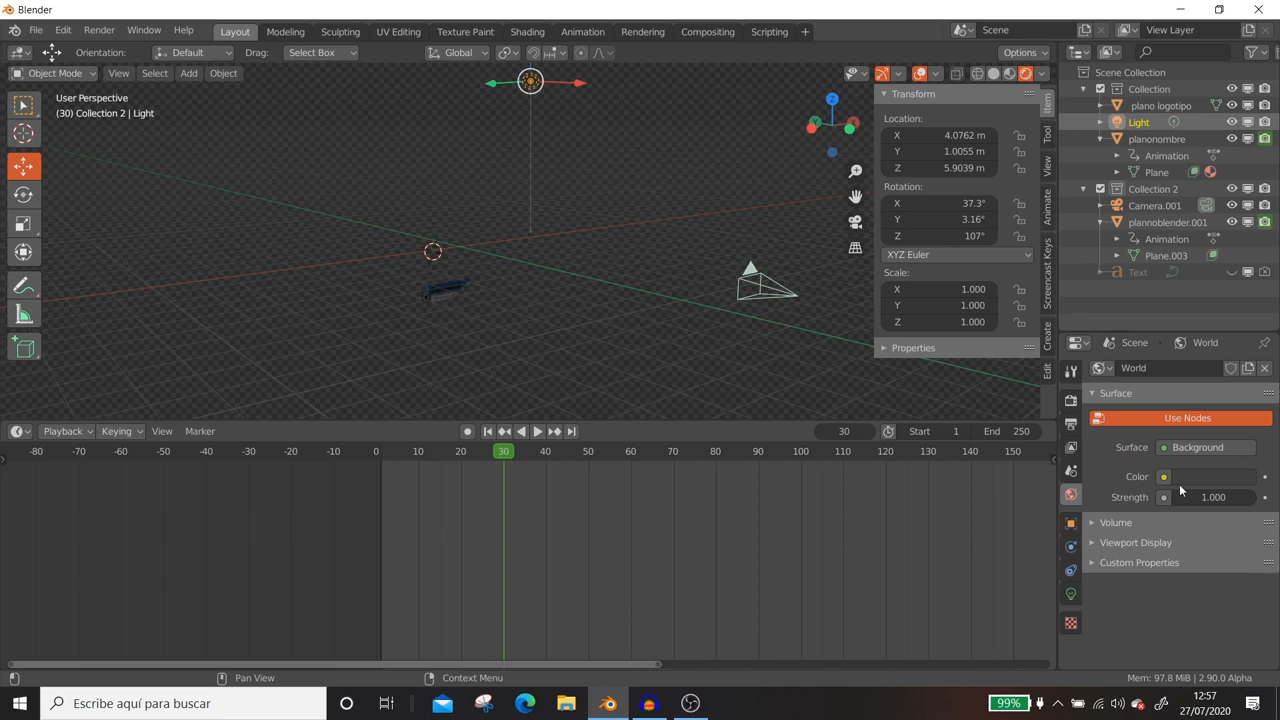 Blender
File Edit Render Window Help Layout Modeling Sculpting UV Editing Texture Paint Shading Animation Rendering Compositing Scripting + Scene View Layer
Orientation: Default Drag: Select Box Global Options
Object Mode View Select Add Object
User Perspective
(30) Collection 2 | Light
Z
Transform
Location:
X 4.0762 m
Y 1.0055 m
Z 5.9039 m
Rotation:
X 37.3°
Y 3.16°
Z 107°
XYZ Euler
Scale:
X 1.000
Y 1.000
Z 1.000
Properties
Item
Tool
View
Animate
Screencast Keys
Create
Edit
Scene Collection
Collection
plano logotipo
Light
planonombre
Animation
Plane
Collection 2
Camera.001
plannoblender.001
Animation
Plane.003
Text
Scene World
World
Surface
Use Nodes
Surface Background
Color
Strength 1.000
Volume
Viewport Display
Custom Properties
Playback Keying View Marker 30 Start 1 End 250
-80 -70 -60 -50 -40 -30 -20 -10 0 10 20 30 40 50 60 70 80 90 100 110 120 130 140 150
Pan View Context Menu Mem: 97.8 MiB | 2.90.0 Alpha
Escribe aquí para buscar 99% 12:57
27/07/2020